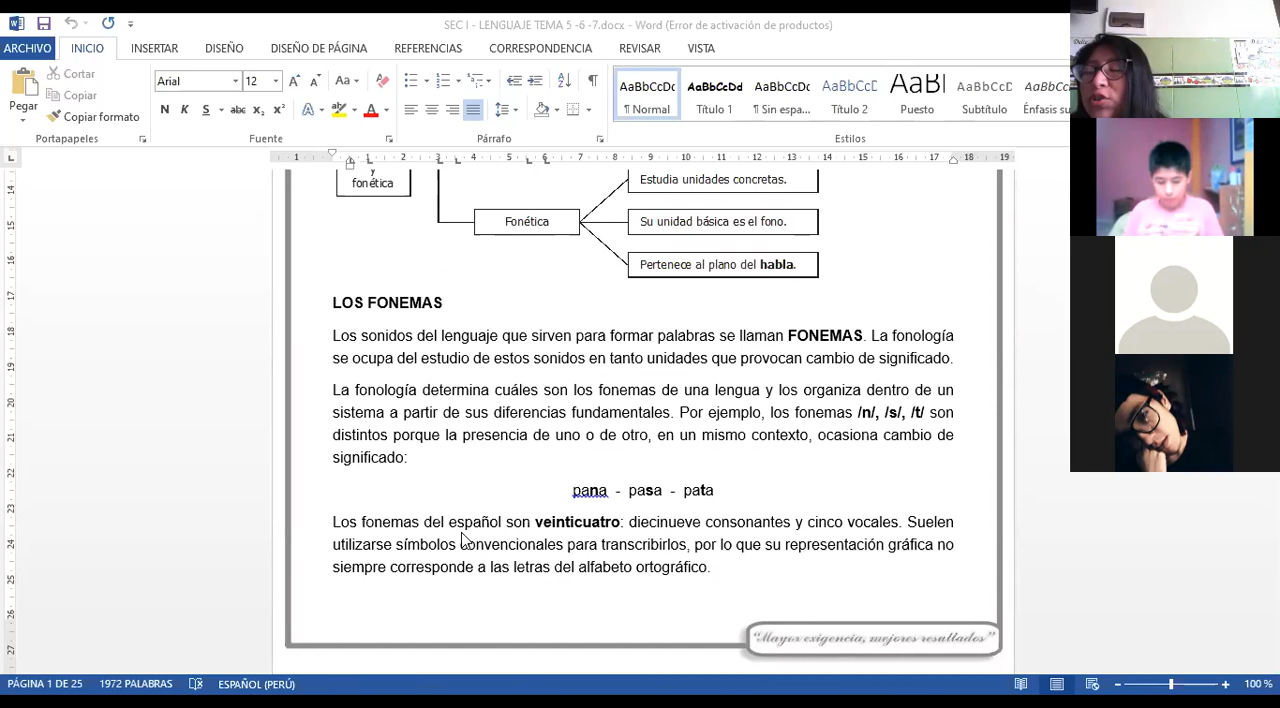 SEC I - LENGUAJE TEMA 5 -6 -7.docx - Word (Error de activación de productos)
ARCHIVO INICIO INSERTAR DISEÑO DISEÑO DE PÁGINA REFERENCIAS CORRESPONDENCIA REVISAR VISTA
Pegar
Cortar
Copiar
Copiar formato
Portapapeles
Arial 12
Fuente
Párrafo
AaBbCcDc AaBbCcDd AaBbCcDc AaBbCcD AaBl AaBbCcD AaBbCcD
¶ Normal Título 1 ¶ Sin espa... Título 2 Puesto Subtítulo Énfasis su
Estilos
y
fonética
Fonética
Estudia unidades concretas.
Su unidad básica es el fono.
Pertenece al plano del habla.
LOS FONEMAS
Los sonidos del lenguaje que sirven para formar palabras se llaman FONEMAS. La fonología
se ocupa del estudio de estos sonidos en tanto unidades que provocan cambio de significado.
La fonología determina cuáles son los fonemas de una lengua y los organiza dentro de un
sistema a partir de sus diferencias fundamentales. Por ejemplo, los fonemas /n/, /s/, /t/ son
distintos porque la presencia de uno o de otro, en un mismo contexto, ocasiona cambio de
significado:
pana - pasa - pata
Los fonemas del español son veinticuatro: diecinueve consonantes y cinco vocales. Suelen
utilizarse símbolos convencionales para transcribirlos, por lo que su representación gráfica no
siempre corresponde a las letras del alfabeto ortográfico.
"Mayor exigencia, mejores resultados"
PÁGINA 1 DE 25 1972 PALABRAS ESPAÑOL (PERÚ) 100 %